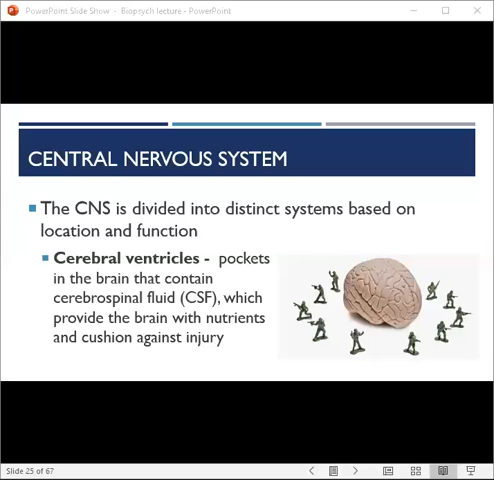 PowerPoint Slide Show - Biopsych lecture - PowerPoint
CENTRAL NERVOUS SYSTEM
The CNS is divided into distinct systems based on
location and function
Cerebral ventricles - pockets
in the brain that contain
cerebrospinal fluid (CSF), which
provide the brain with nutrients
and cushion against injury
Slide 25 of 67